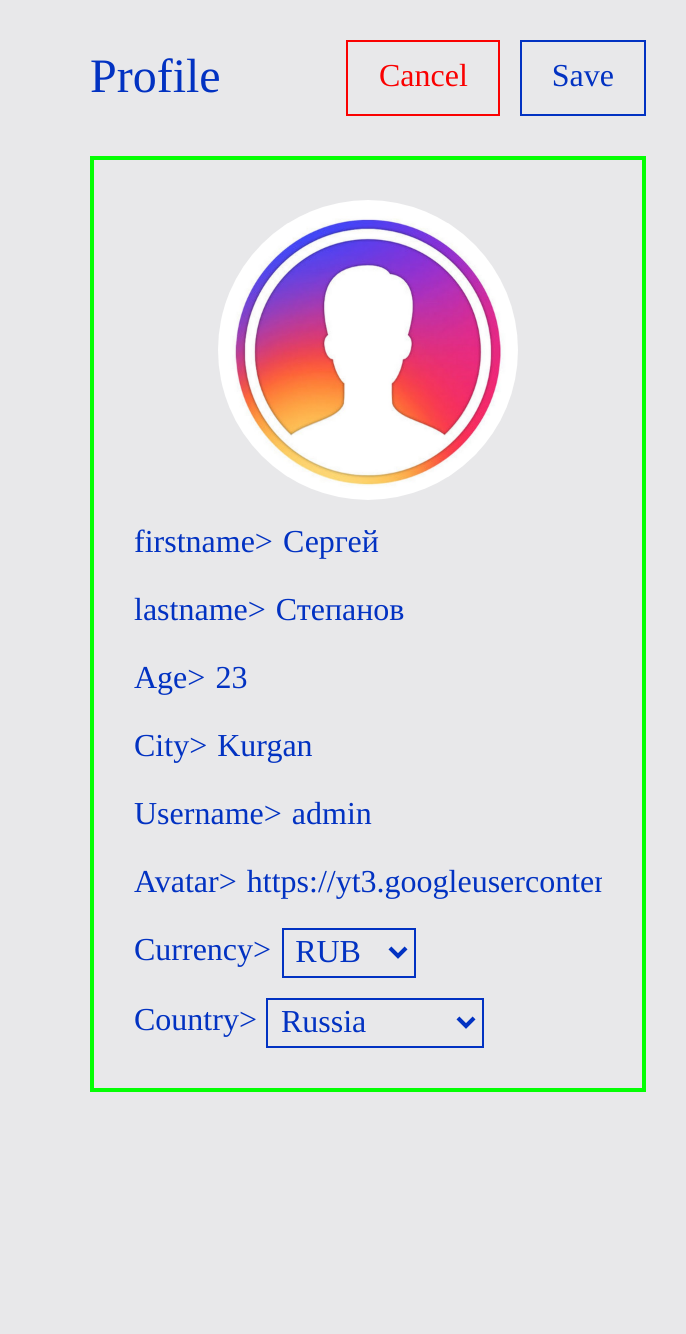 Profile
Cancel
Save
firstname> Сергей
lastname> Степанов
Age> 23
City> Kurgan
Username> admin
Avatar> https://yt3.googleuserconten
Currency> RUB
Country> Russia